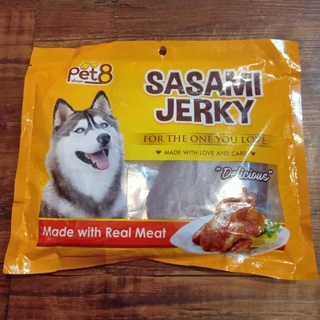 pet8
SASAMI
JERKY
FOR THE ONE YOU LOVE
♥ MADE WITH LOVE AND CARE ♥
"Delicious"
Made with Real Meat